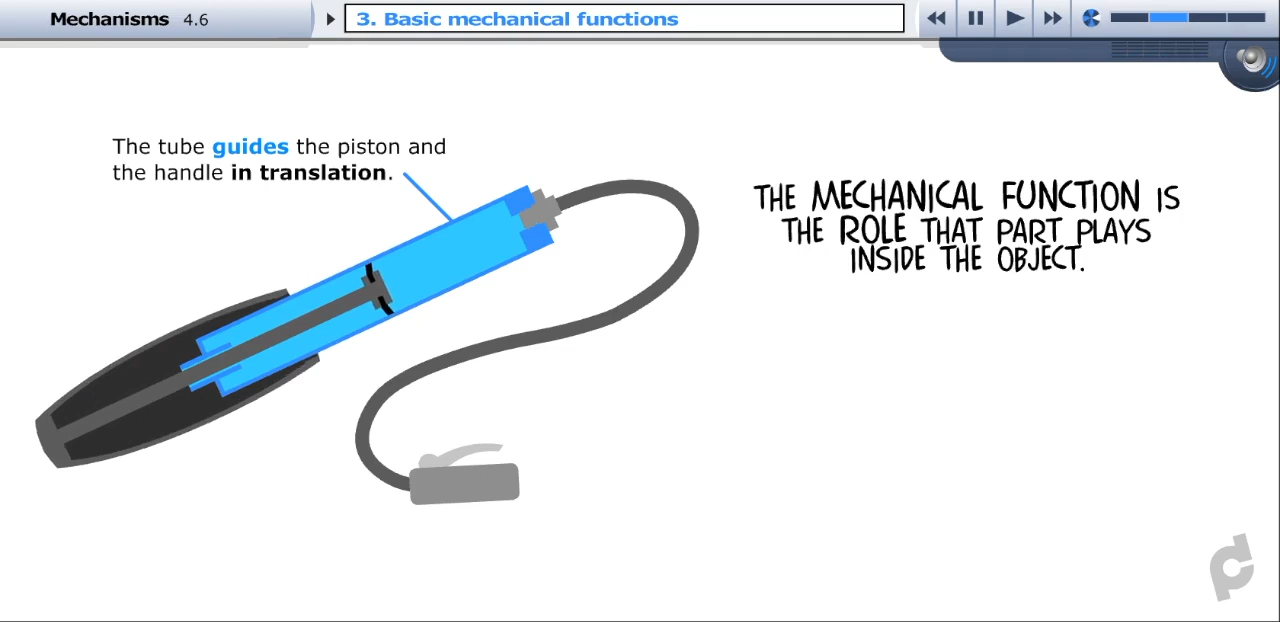 Mechanisms 4.6
3. Basic mechanical functions
The tube guides the piston and
the handle in translation.
THE MECHANICAL FUNCTION IS
THE ROLE THAT PART PLAYS
INSIDE THE OBJECT.